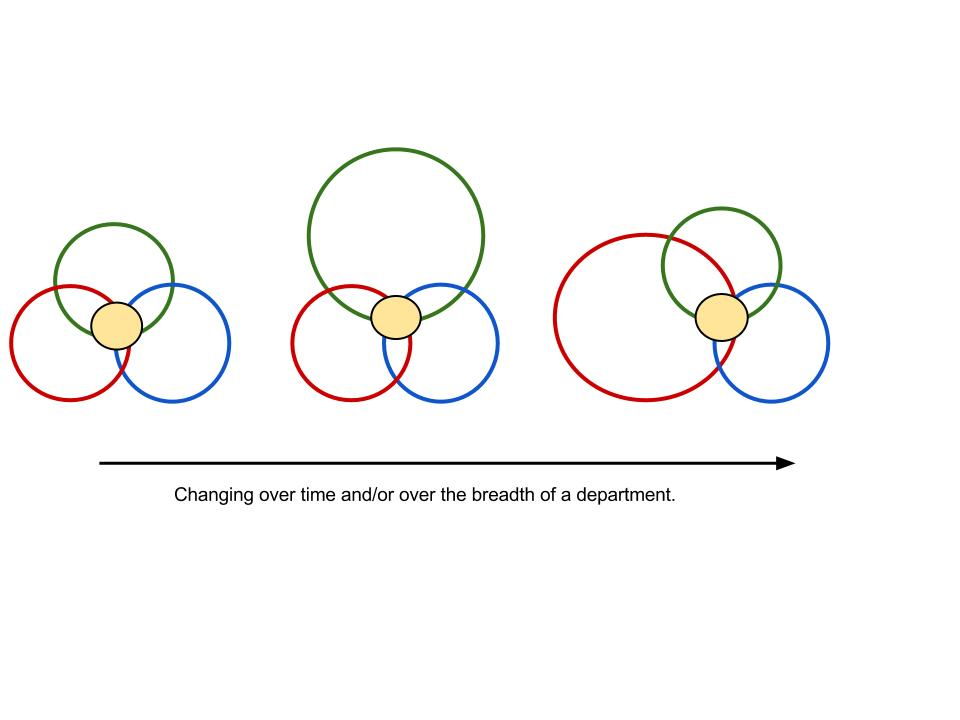 Changing over time and/or over the breadth of a department.